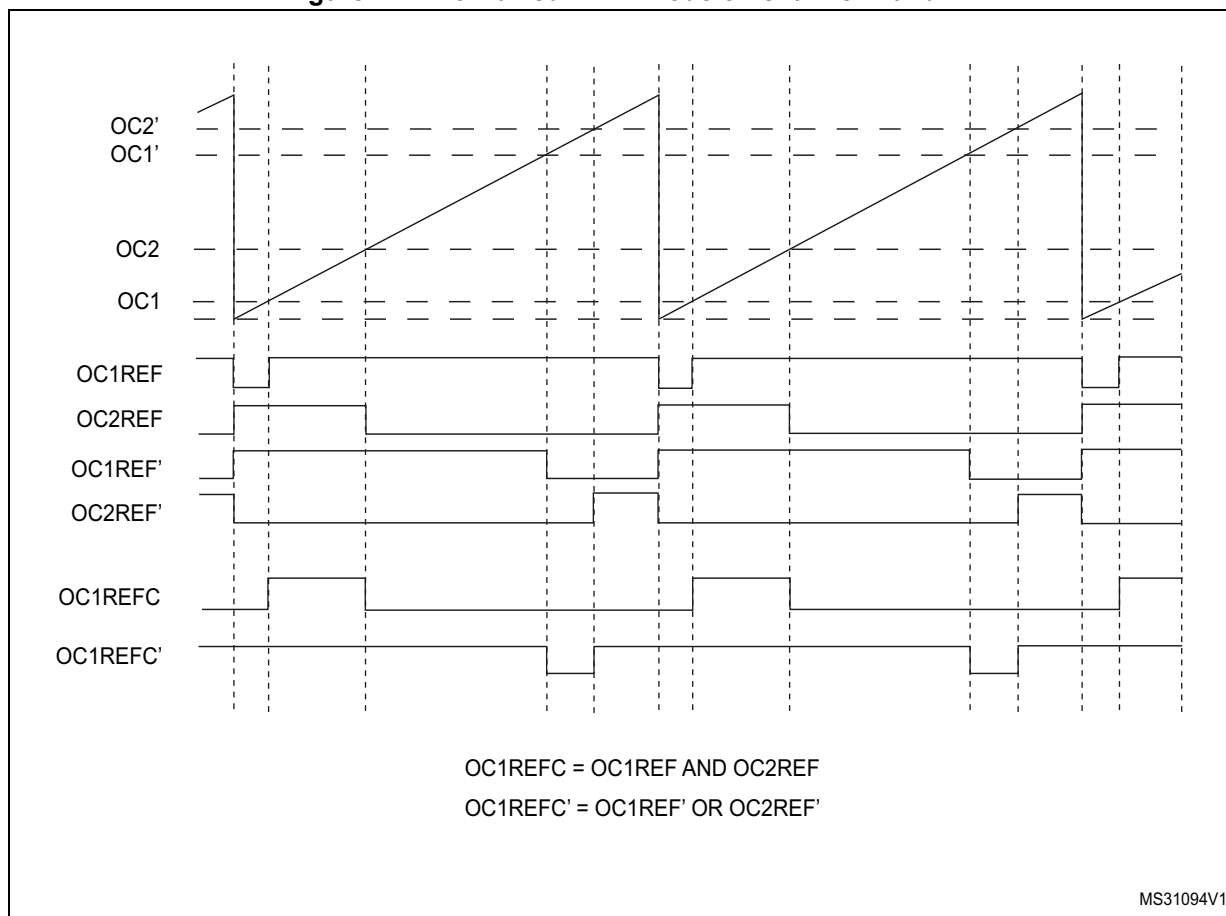 OC2’
OC1’
OC2
OC1
OC1REF
OC2REF
OC1REF’
OC2REF’
OC1REFC
OC1REFC’
OC1REFC = OC1REF AND OC2REF
OC1REFC’ = OC1REF’ OR OC2REF’
MS31094V1